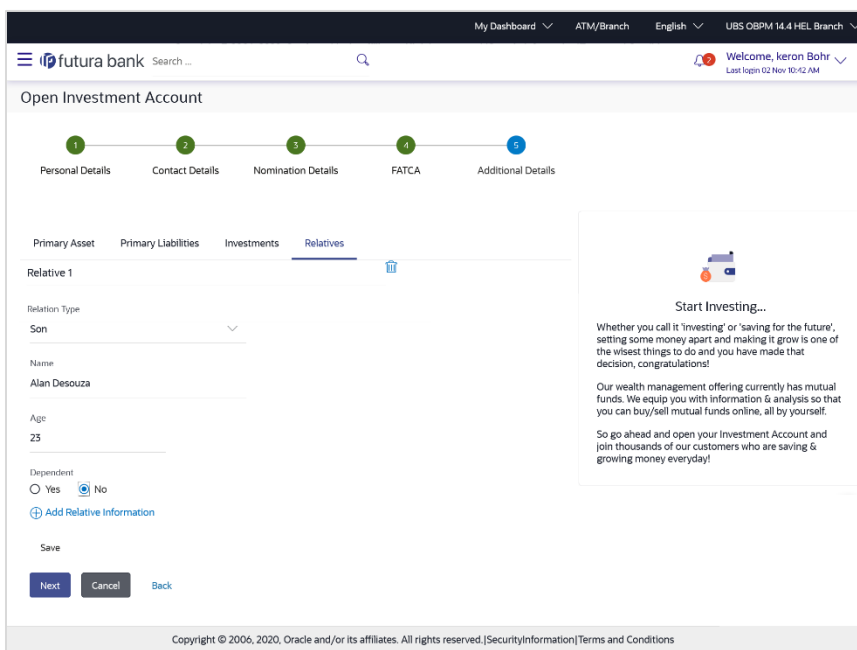 My Dashboard ATM/Branch English UBS OBPM 14.4 HEL Branch
futura bank Search ... 2 Welcome, keron Bohr
Last login 02 Nov 10:42 AM
Open Investment Account
1 2 3 4 5
Personal Details Contact Details Nomination Details FATCA Additional Details
Primary Asset Primary Liabilities Investments Relatives
Relative 1
Relation Type
Son
Name
Alan Desouza
Age
23
Dependent
Yes No
Add Relative Information
Save
Next Cancel Back
Start Investing...
Whether you call it 'investing' or 'saving for the future',
setting some money apart and making it grow is one of
the wisest things to do and you have made that
decision, congratulations!
Our wealth management offering currently has mutual
funds. We equip you with information & analysis so that
you can buy/sell mutual funds online, all by yourself.
So go ahead and open your Investment Account and
join thousands of our customers who are saving &
growing money everyday!
Copyright © 2006, 2020, Oracle and/or its affiliates. All rights reserved.|SecurityInformation|Terms and Conditions